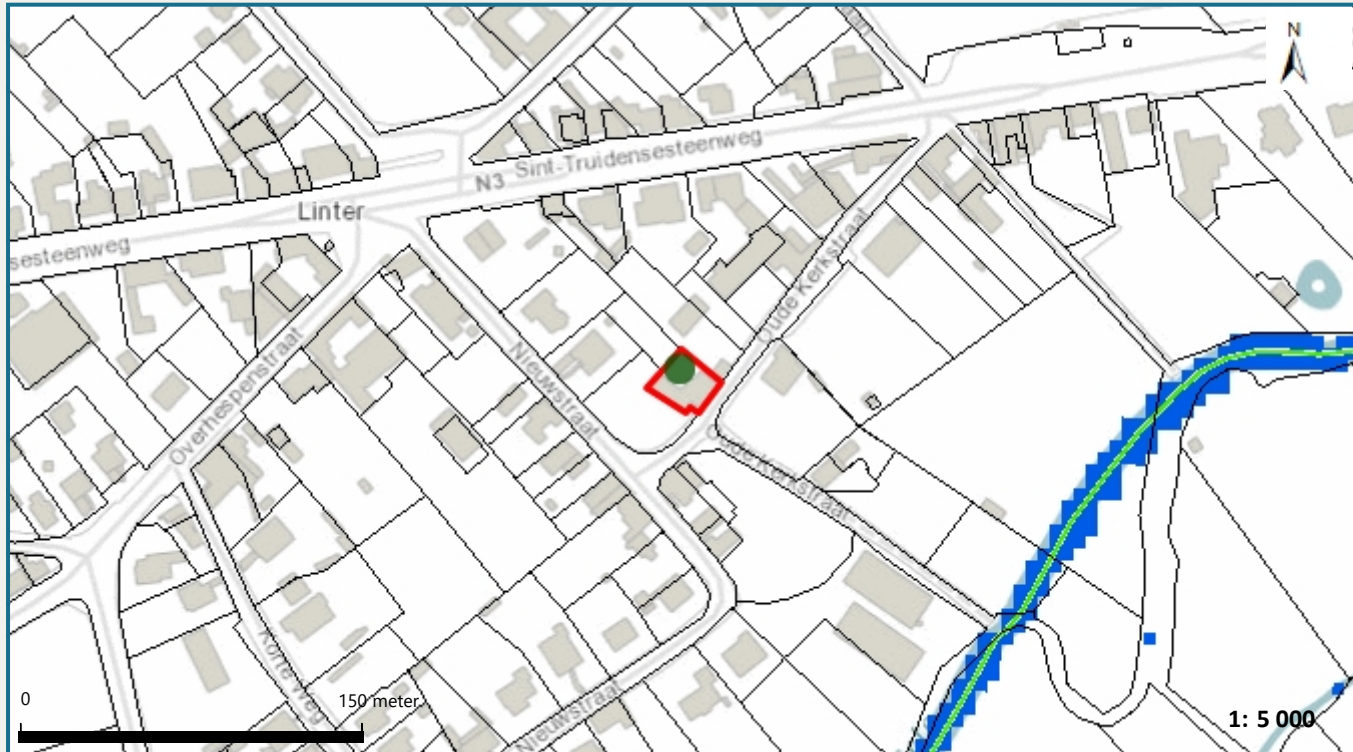 N
Sint-Truidensesteenweg
N3
Linter
sesteenweg
Oude Kerkstraat
Nieuwstraat
Overhespenstraat
Oude Kerkstraat
Korte Weg
Nieuwstraat
0
150 meter
1: 5 000